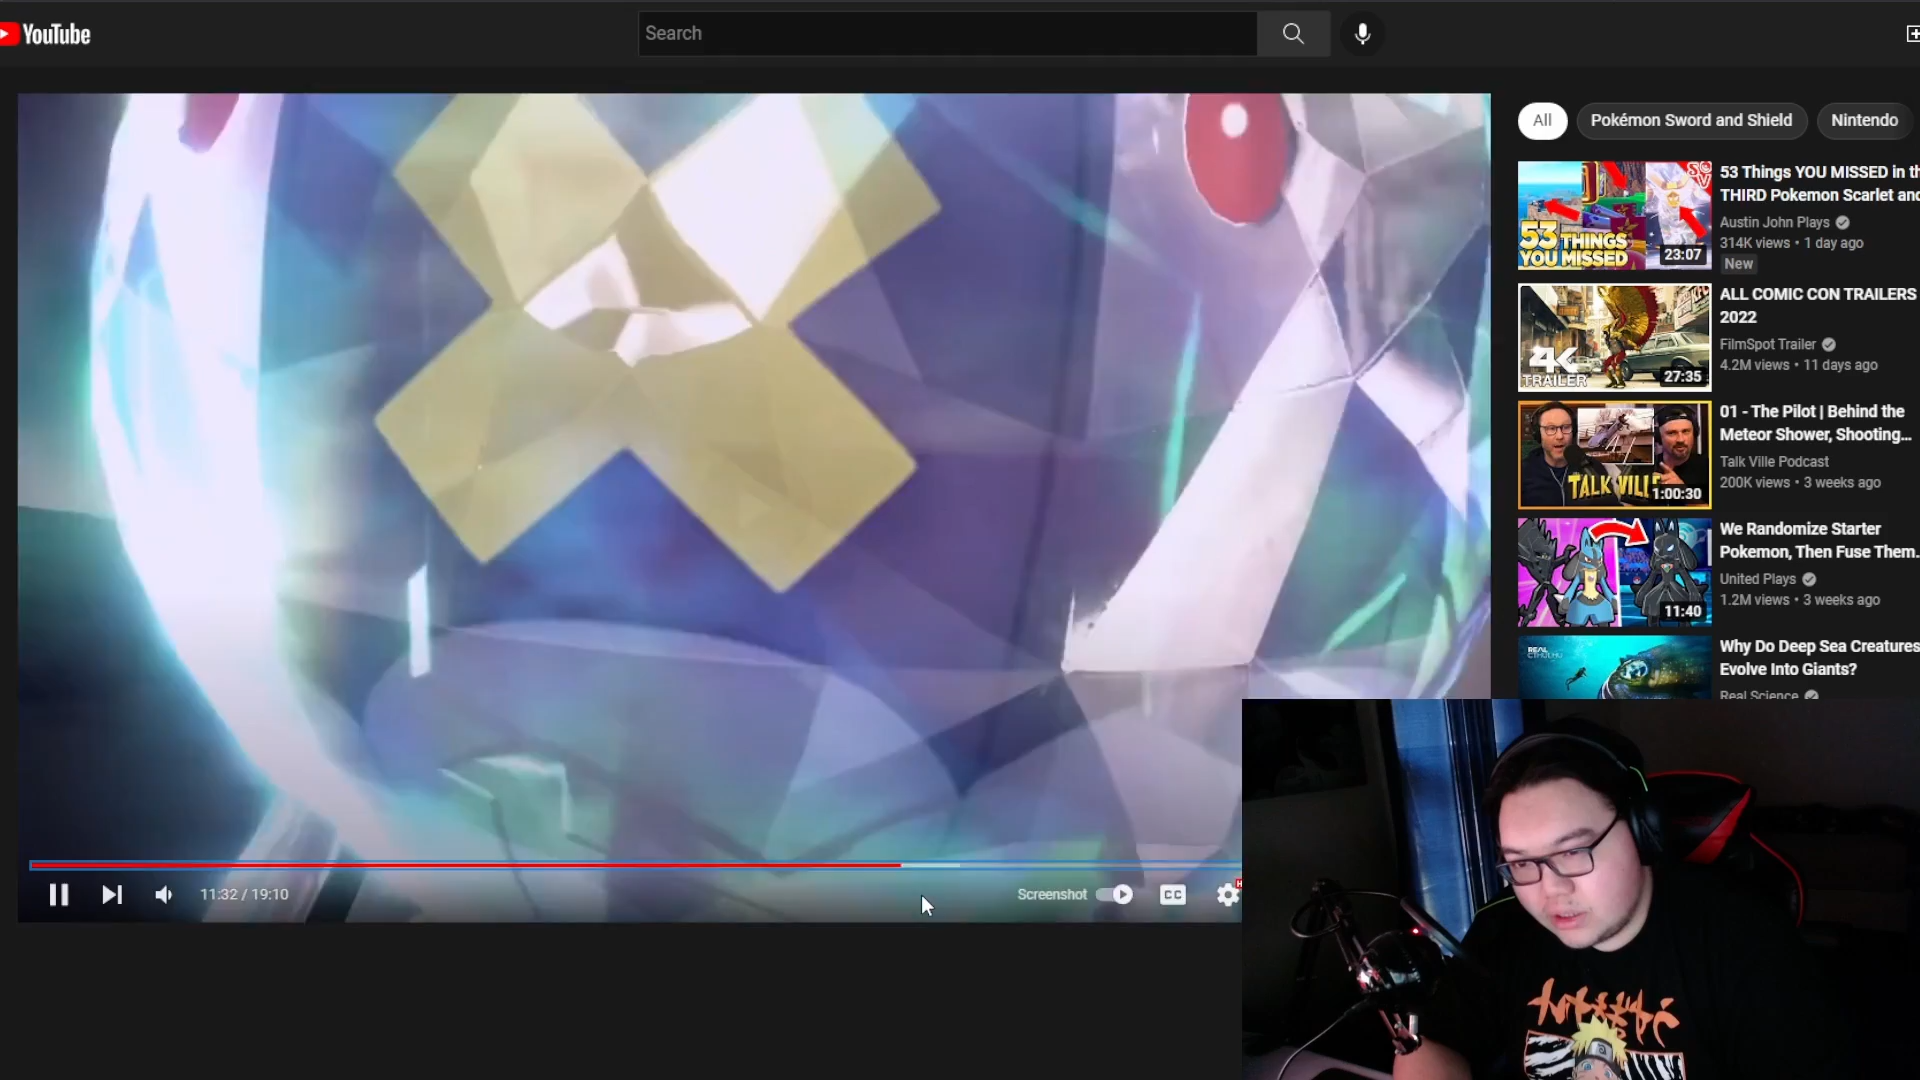 YouTube
Search
All
Pokémon Sword and Shield
Nintendo
53 THINGS
YOU MISSED
23:07
53 Things YOU MISSED in th
THIRD Pokemon Scarlet and
Austin John Plays
314K views • 1 day ago
New
4K
TRAILER
27:35
ALL COMIC CON TRAILERS
2022
FilmSpot Trailer
4.2M views • 11 days ago
TALK VILL
1:00:30
01 - The Pilot | Behind the
Meteor Shower, Shooting...
Talk Ville Podcast
200K views • 3 weeks ago
11:40
We Randomize Starter
Pokemon, Then Fuse Them...
United Plays
1.2M views • 3 weeks ago
REAL
Why Do Deep Sea Creatures
Evolve Into Giants?
Real Science
11:32 / 19:10
Screenshot
CC